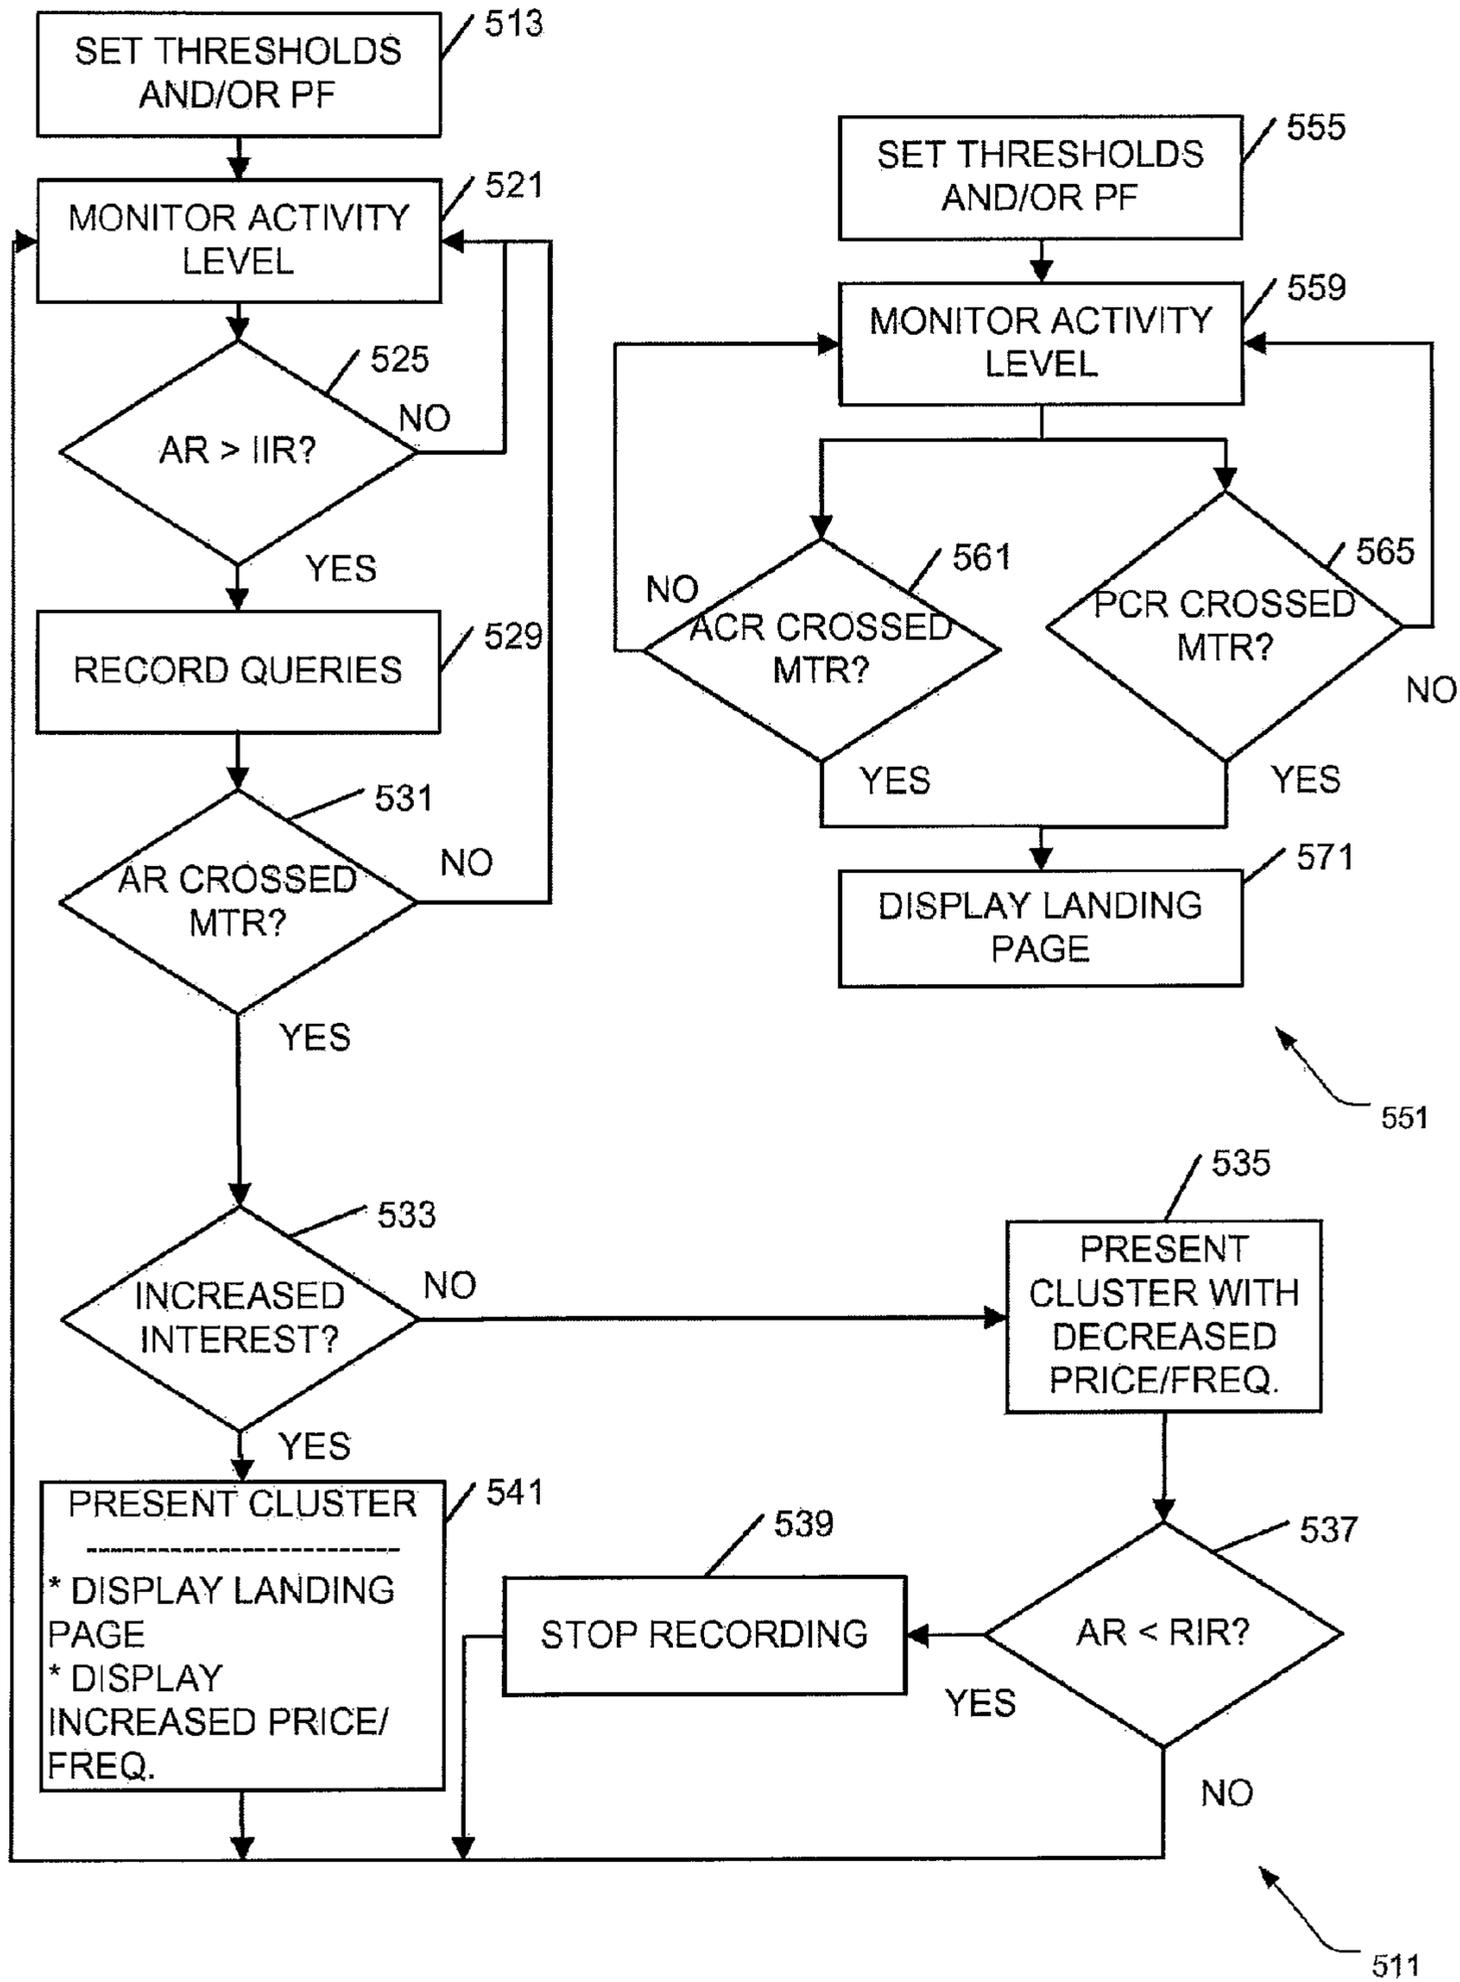 513
SET THRESHOLDS
AND/OR PF
521
MONITOR ACTIVITY
LEVEL
525
NO
AR > IIR?
YES
529
RECORD QUERIES
531
AR CROSSED
MTR?
NO
YES
533
INCREASED
INTEREST?
NO
YES
541
PRESENT CLUSTER
--------------------------
* DISPLAY LANDING
PAGE
* DISPLAY
INCREASED PRICE/
FREQ.
535
PRESENT
CLUSTER WITH
DECREASED
PRICE/FREQ.
537
AR < RIR?
YES
NO
539
STOP RECORDING
511
555
SET THRESHOLDS
AND/OR PF
559
MONITOR ACTIVITY
LEVEL
561
NO
ACR CROSSED
MTR?
YES
565
PCR CROSSED
MTR?
NO
YES
571
DISPLAY LANDING
PAGE
551